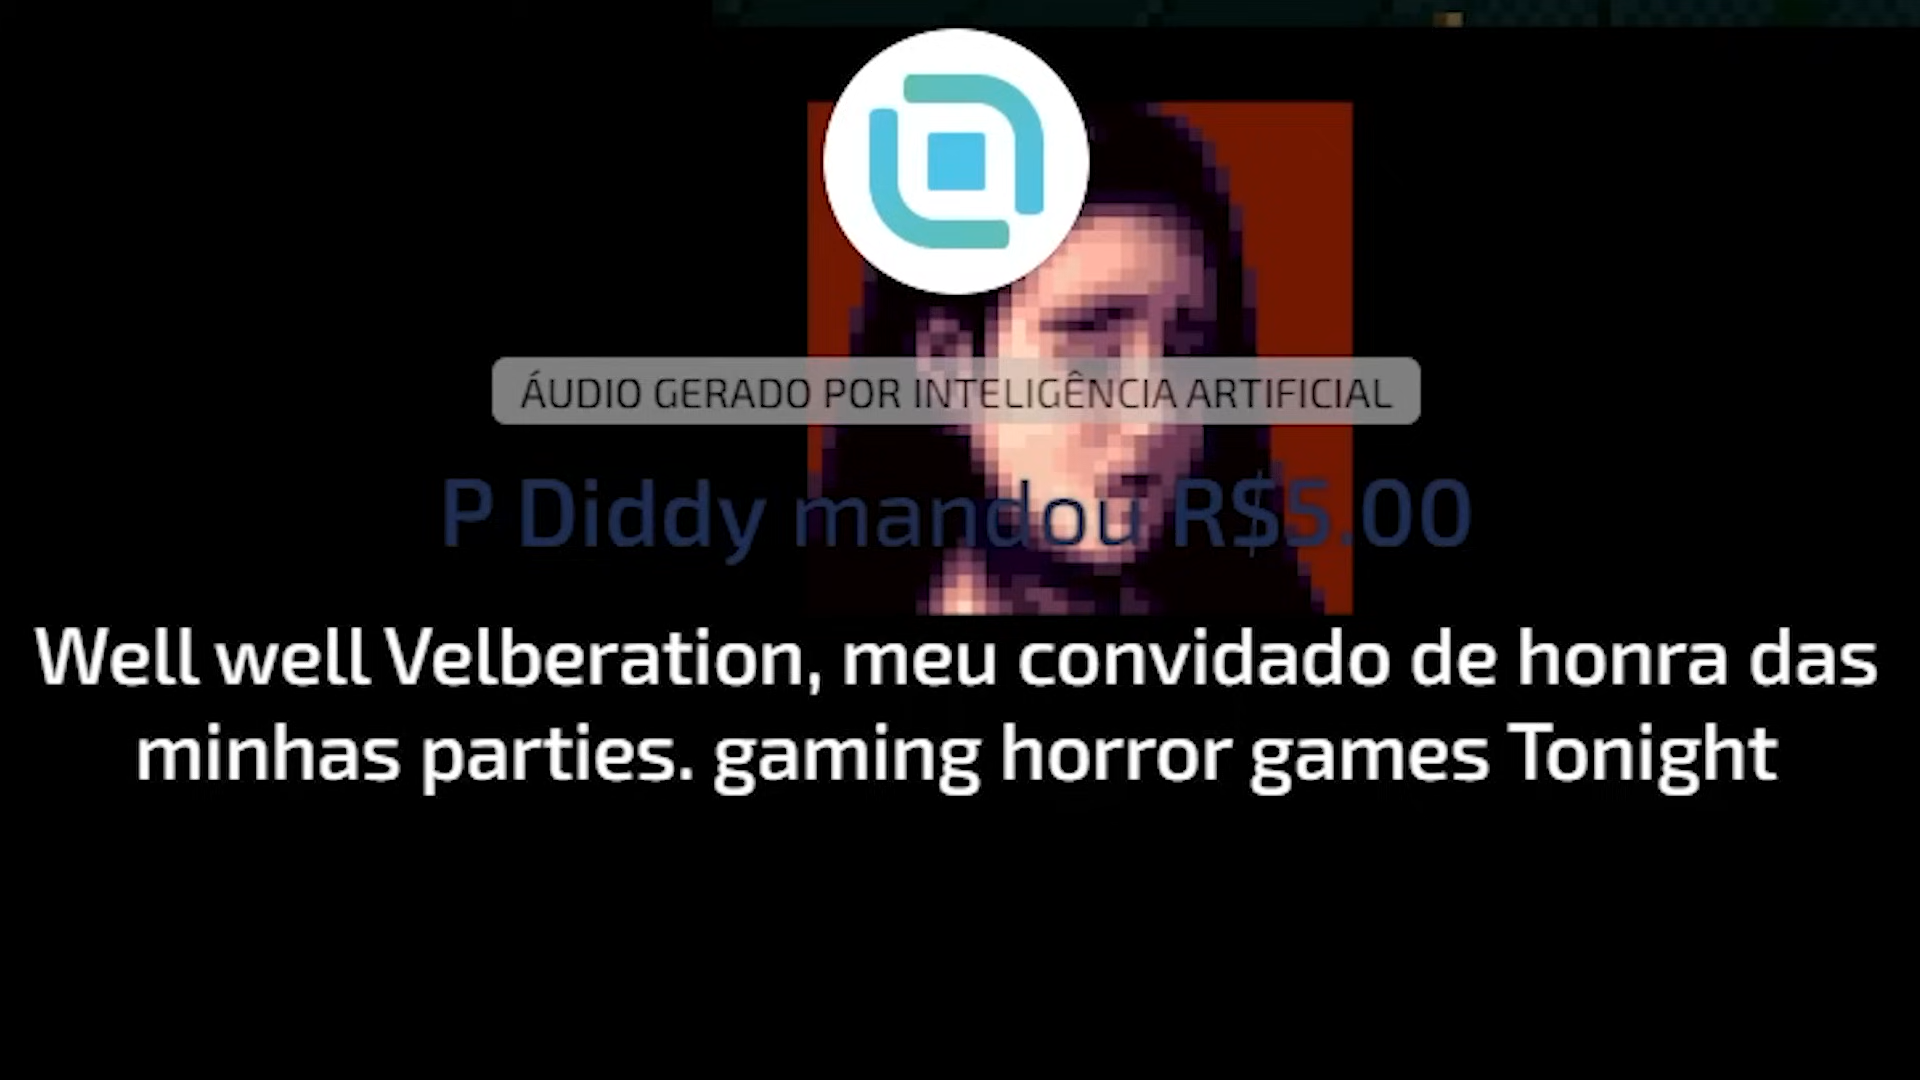 ÁUDIO GERADO POR INTELIGÊNCIA ARTIFICIAL
P Diddy mandou R$5.00
Well well Velberation, meu convidado de honra das
minhas parties. gaming horror games Tonight